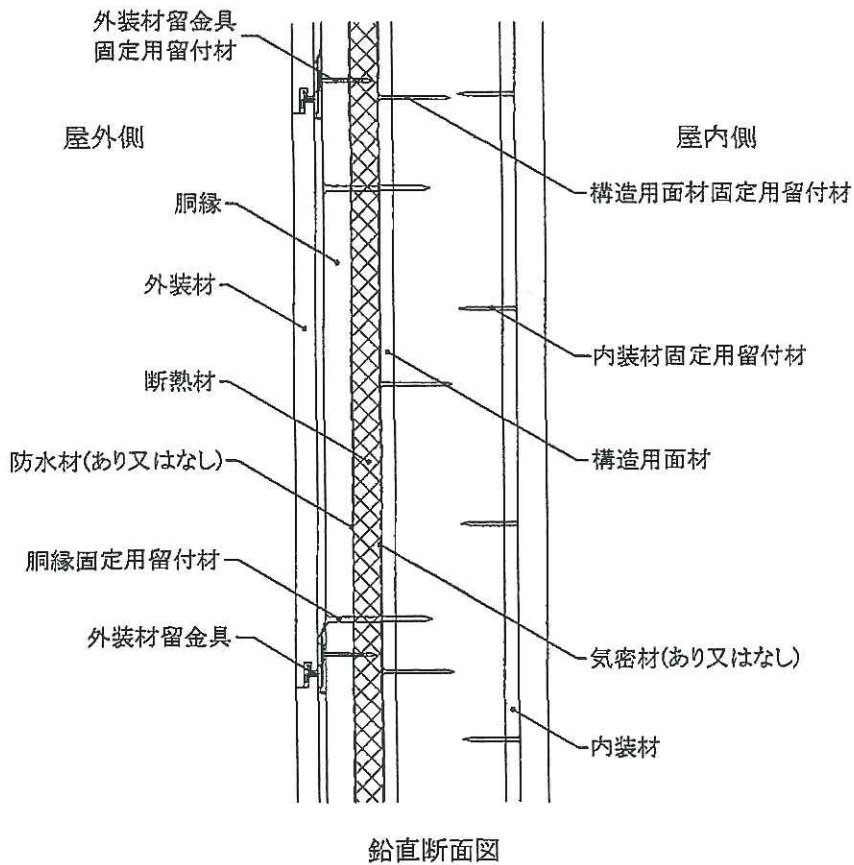 外装材留金具
固定用留付材
屋外側
屋内側
構造用面材固定用留付材
胴縁
外装材
内装材固定用留付材
断熱材
防水材(あり又はなし)
構造用面材
胴縁固定用留付材
外装材留金具
気密材(あり又はなし)
内装材
鉛直断面図